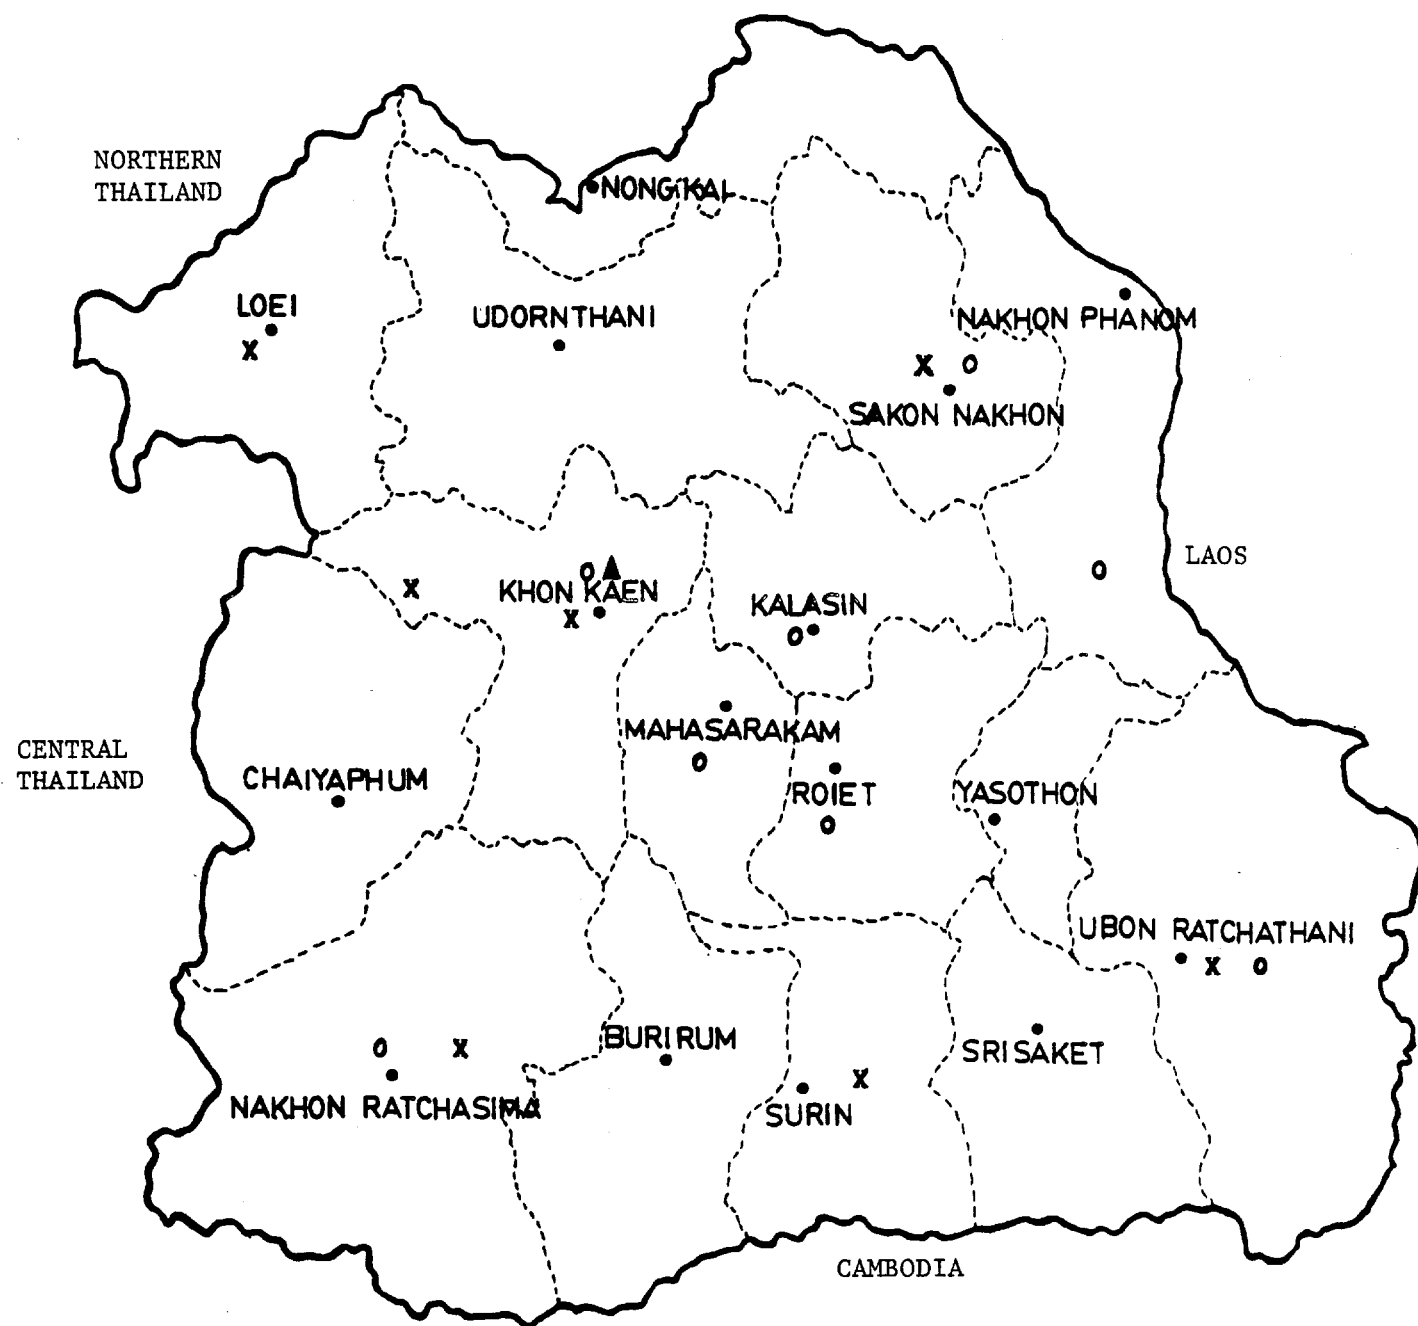 NORTHERN
THAILAND
NONGKAI
LOEI
UDORNTHANI
NAKHON PHANOM
X
X O
SAKON NAKHON
LAOS
X
O
O
KHON KAEN
X
KALASIN
O
MAHASARAKAM
O
CENTRAL
THAILAND
CHAIYAPHUM
ROIET
O
YASOTHON
UBON RATCHATHANI
X O
O X
BURIRUM
SRISAKET
NAKHON RATCHASIMA
X
SURIN
CAMBODIA